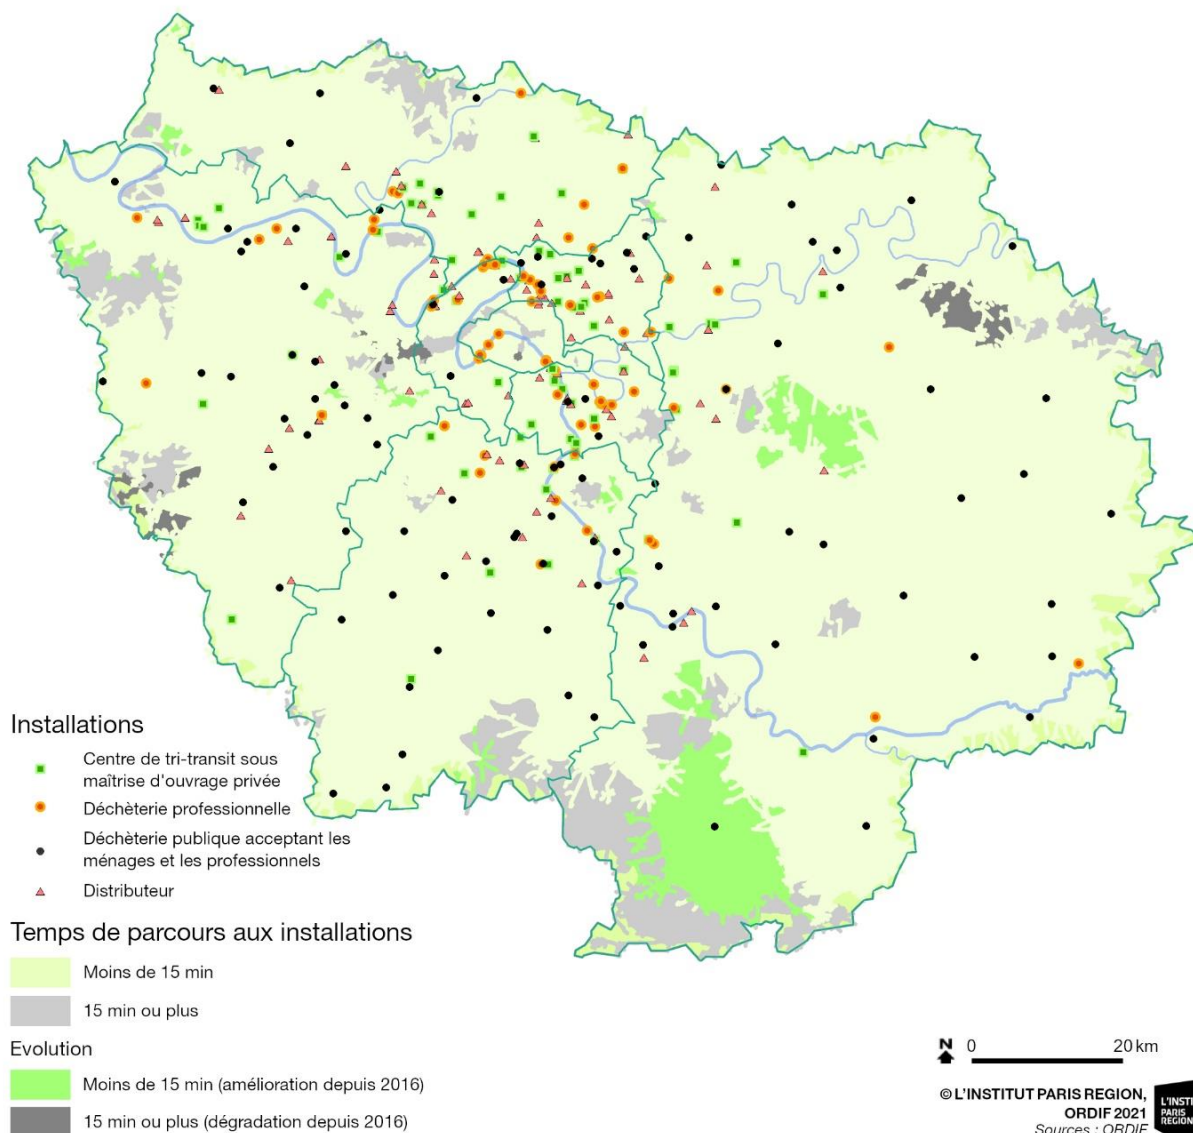 Installations
Centre de tri-transit sous
maîtrise d'ouvrage privée
Déchèterie professionnelle
Déchèterie publique acceptant les
ménages et les professionnels
Distributeur
Temps de parcours aux installations
Moins de 15 min
15 min ou plus
Evolution
Moins de 15 min (amélioration depuis 2016)
15 min ou plus (dégradation depuis 2016)
N 0 20 km
© L'INSTITUT PARIS REGION,
ORDIF 2021
Sources : ORDIF
L'INSTI
PARIS
REGION